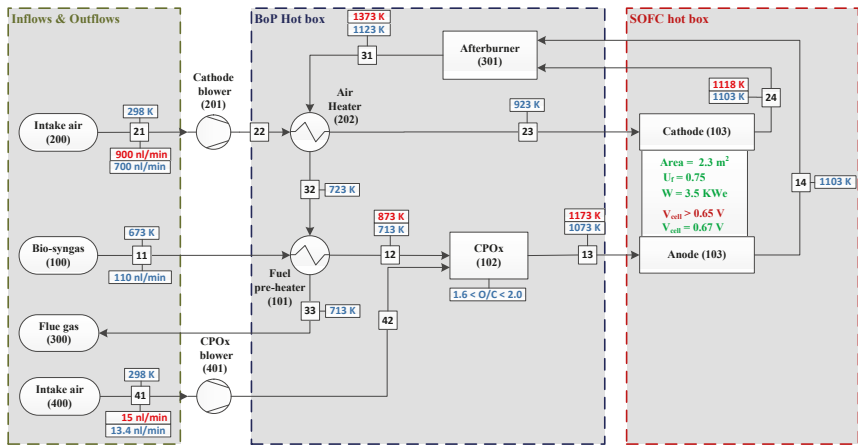 Inflows & Outflows
BoP Hot box
SOFC hot box
1373 K
1123 K
31
Afterburner
(301)
Cathode
blower
(201)
Air
Heater
(202)
1118 K
1103 K
24
298 K
Intake air
(200)
21
22
900 nl/min
700 nl/min
923 K
23
Cathode (103)
Area = 2.3 m²
Uf = 0.75
W = 3.5 KWe
Vcell > 0.65 V
Vcell = 0.67 V
Anode (103)
14
1103 K
32
723 K
673 K
Bio-syngas
(100)
11
110 nl/min
Fuel
pre-heater
(101)
873 K
713 K
12
CPOx
(102)
1.6 < O/C < 2.0
1173 K
1073 K
13
33
713 K
42
Flue gas
(300)
CPOx
blower
(401)
298 K
Intake air
(400)
41
15 nl/min
13.4 nl/min